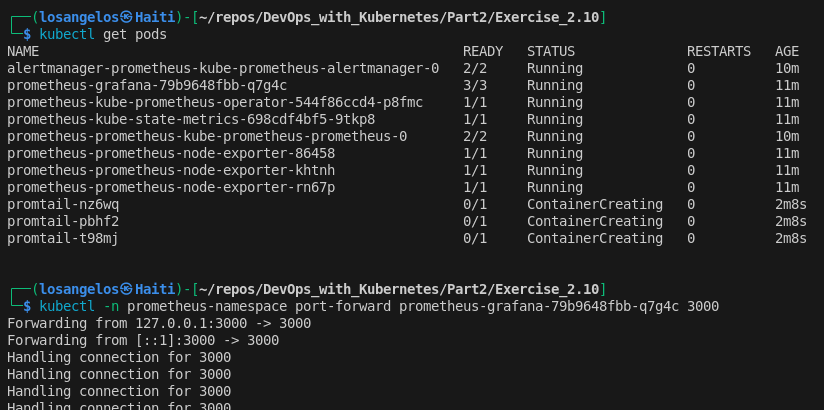 ┌──(losangelos㉿Haiti)-[~/repos/DevOps_with_Kubernetes/Part2/Exercise_2.10]
└─$ kubectl get pods
NAME READY STATUS RESTARTS AGE
alertmanager-prometheus-kube-prometheus-alertmanager-0 2/2 Running 0 10m
prometheus-grafana-79b9648fbb-q7g4c 3/3 Running 0 11m
prometheus-kube-prometheus-operator-544f86ccd4-p8fmc 1/1 Running 0 11m
prometheus-kube-state-metrics-698cdf4bf5-9tkp8 1/1 Running 0 11m
prometheus-prometheus-kube-prometheus-prometheus-0 2/2 Running 0 10m
prometheus-prometheus-node-exporter-86458 1/1 Running 0 11m
prometheus-prometheus-node-exporter-khtnh 1/1 Running 0 11m
prometheus-prometheus-node-exporter-rn67p 1/1 Running 0 11m
promtail-nz6wq 0/1 ContainerCreating 0 2m8s
promtail-pbhf2 0/1 ContainerCreating 0 2m8s
promtail-t98mj 0/1 ContainerCreating 0 2m8s
┌──(losangelos㉿Haiti)-[~/repos/DevOps_with_Kubernetes/Part2/Exercise_2.10]
└─$ kubectl -n prometheus-namespace port-forward prometheus-grafana-79b9648fbb-q7g4c 3000
Forwarding from 127.0.0.1:3000 -> 3000
Forwarding from [::1]:3000 -> 3000
Handling connection for 3000
Handling connection for 3000
Handling connection for 3000
Handling connection for 3000